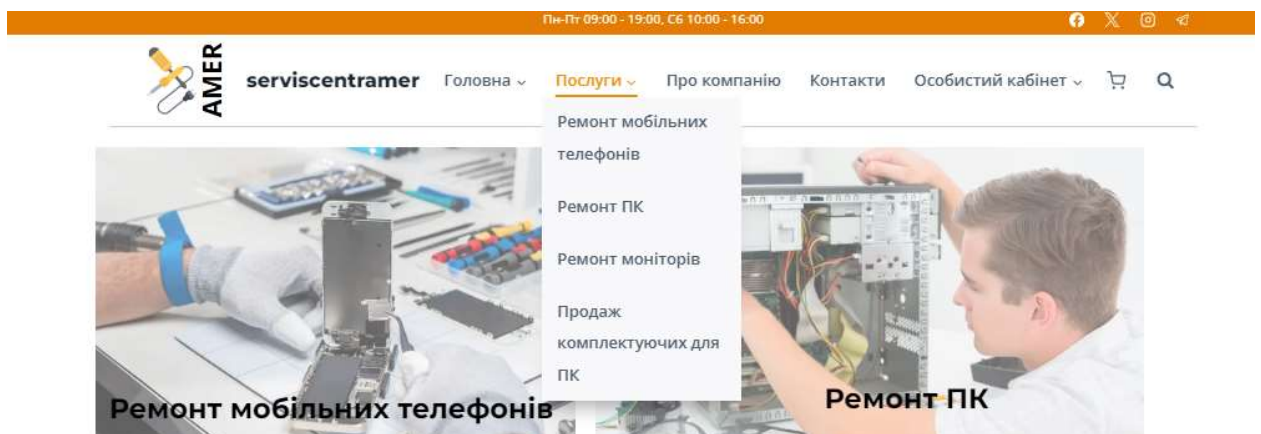 Пн-Пт 09:00 - 19:00, Сб 10:00 - 16:00
AMER
serviscentramer Головна Послуги Про компанію Контакти Особистий кабінет
Ремонт мобільних
телефонів
Ремонт ПК
Ремонт моніторів
Продаж
комплектуючих для
ПК
Ремонт мобільних телефонів
Ремонт ПК